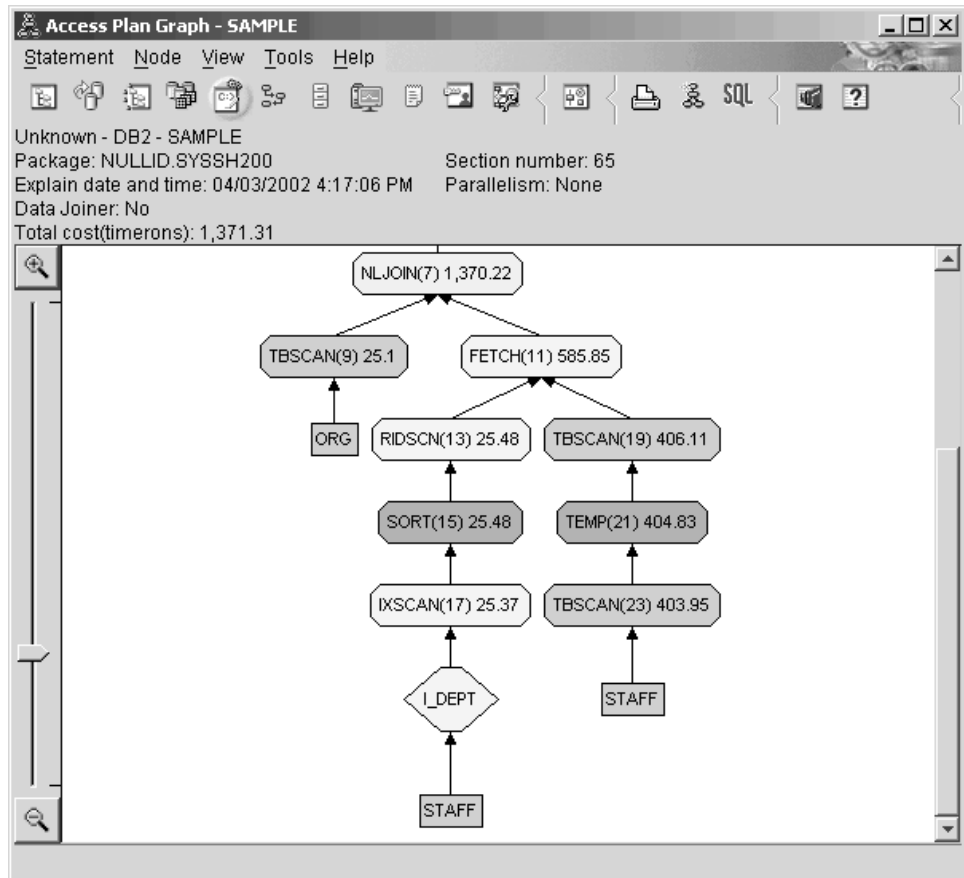 Access Plan Graph - SAMPLE
Statement Node View Tools Help
SQL ?
Unknown - DB2 - SAMPLE
Package: NULLID.SYSSH200 Section number: 65
Explain date and time: 04/03/2002 4:17:06 PM Parallelism: None
Data Joiner: No
Total cost(timerons): 1,371.31
NLJOIN(7) 1,370.22
TBSCAN(9) 25.1 FETCH(11) 585.85
ORG RIDSCN(13) 25.48 TBSCAN(19) 406.11
SORT(15) 25.48 TEMP(21) 404.83
IXSCAN(17) 25.37 TBSCAN(23) 403.95
I_DEPT STAFF
STAFF